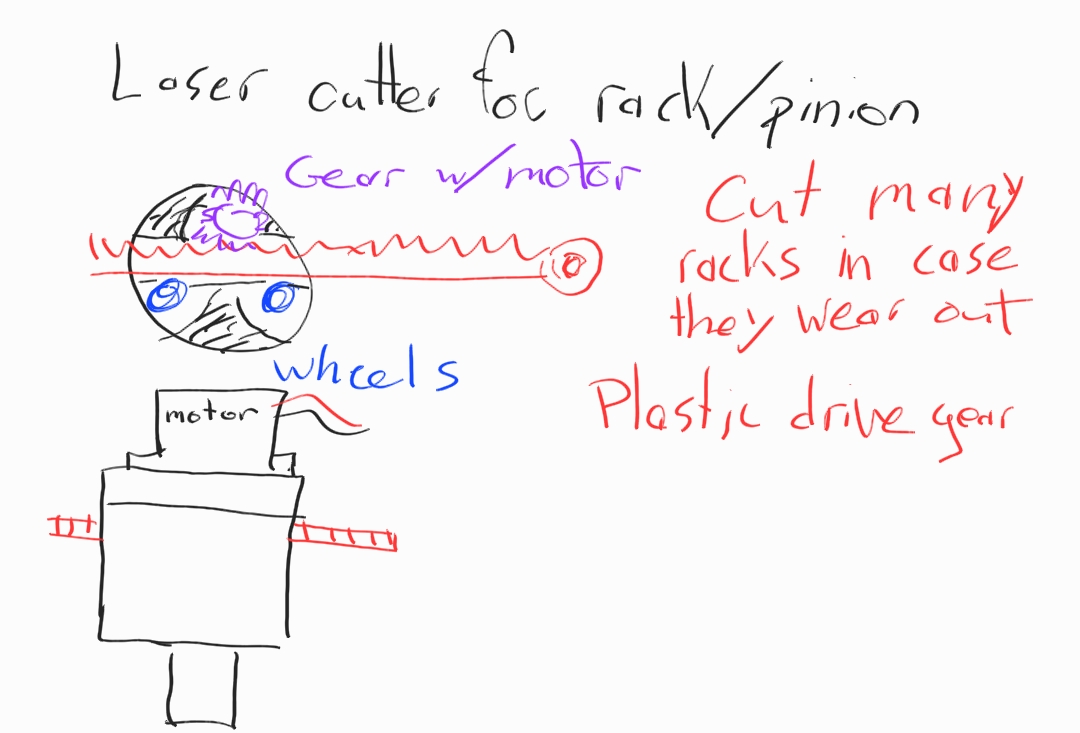 Laser cutter for rack/pinion
Gear w/motor
Cut many
racks in case
they wear out
wheels
Plastic drive gear
motor